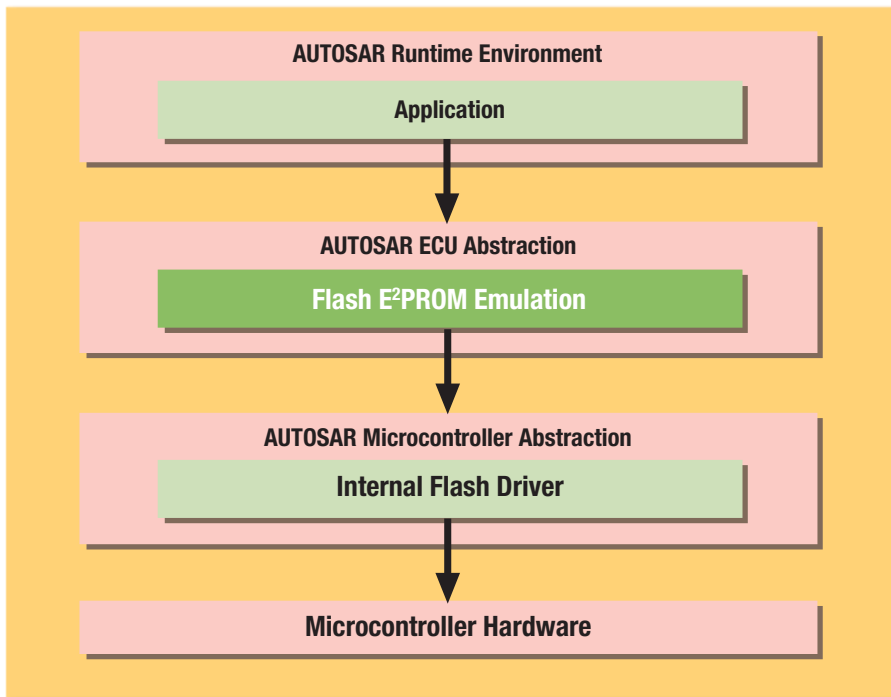 AUTOSAR Runtime Environment
Application
AUTOSAR ECU Abstraction
Flash E²PROM Emulation
AUTOSAR Microcontroller Abstraction
Internal Flash Driver
Microcontroller Hardware